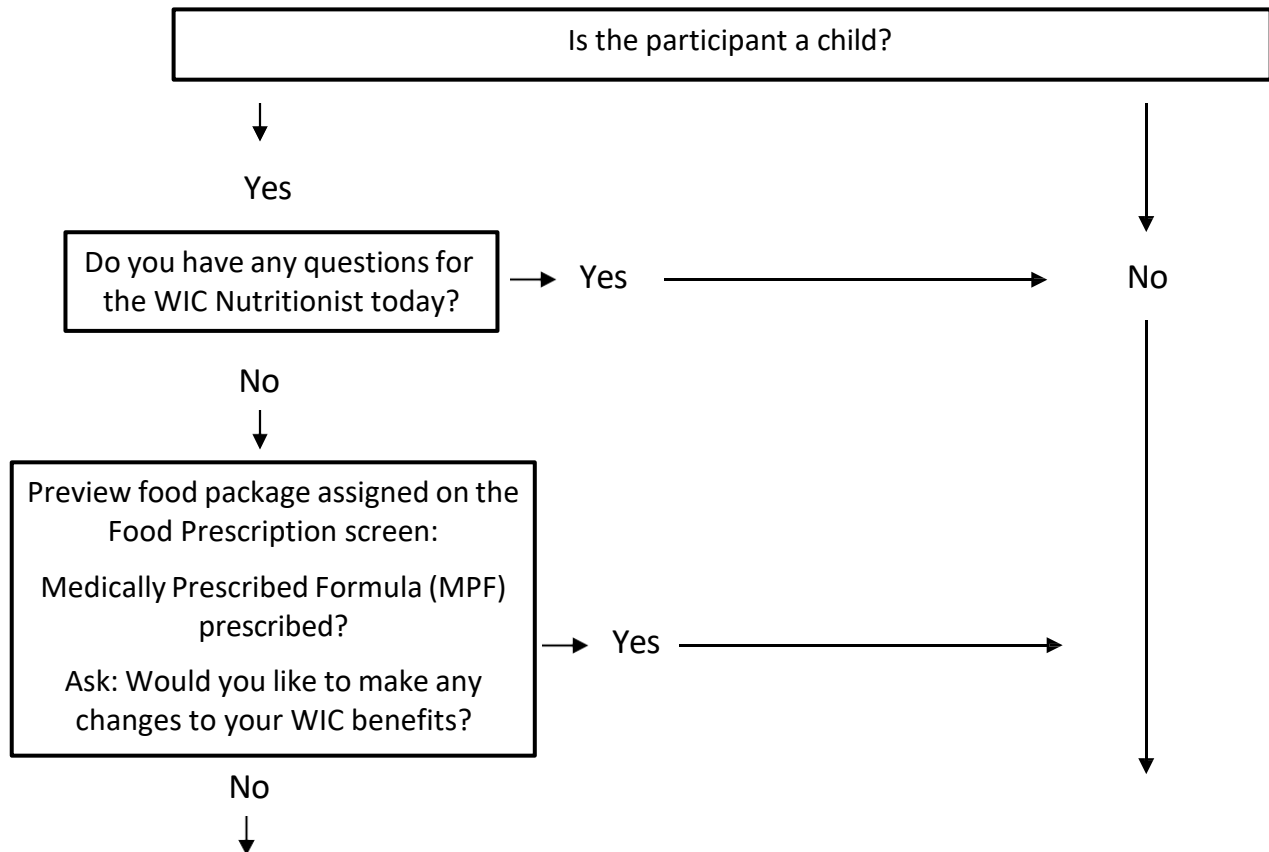 Is the participant a child?
Yes
Do you have any questions for
the WIC Nutritionist today?
Yes
No
No
Preview food package assigned on the
Food Prescription screen:
Medically Prescribed Formula (MPF)
prescribed?
Ask: Would you like to make any
changes to your WIC benefits?
Yes
No